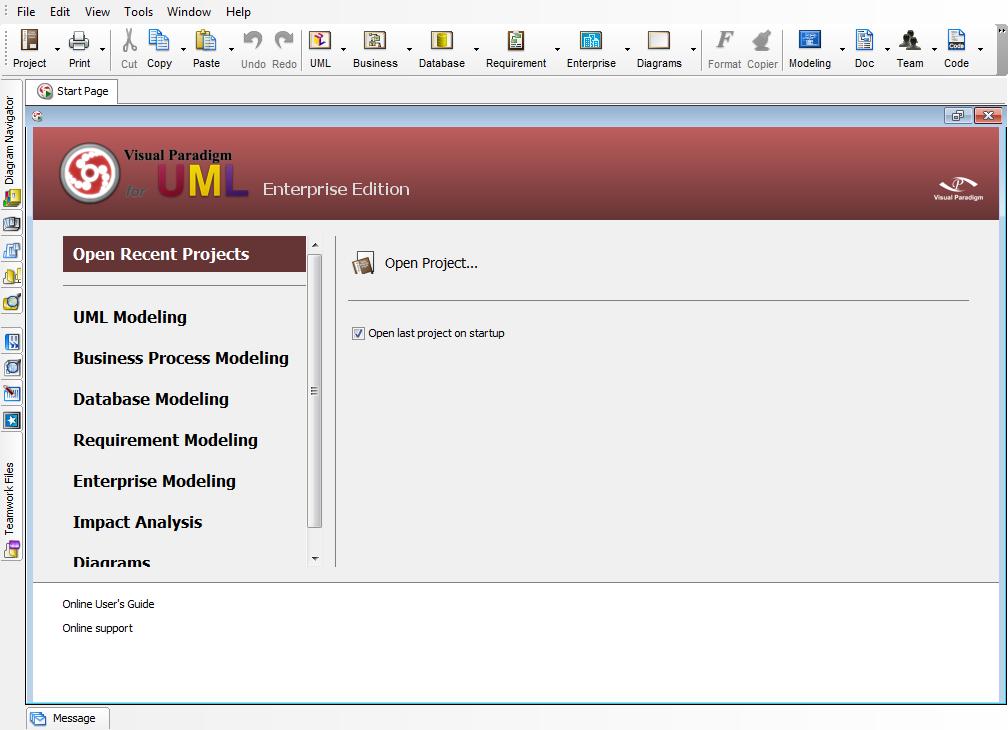 File Edit View Tools Window Help
Project Print Cut Copy Paste Undo Redo UML Business Database Requirement Enterprise Diagrams Format Copier Modeling Doc Team Code
Start Page
Diagram Navigator
Visual Paradigm
for UML Enterprise Edition
Visual Paradigm
Open Recent Projects
Open Project...
Open last project on startup
UML Modeling
Business Process Modeling
Database Modeling
Requirement Modeling
Enterprise Modeling
Impact Analysis
Diagrams
Teamwork Files
Online User's Guide
Online support
Message